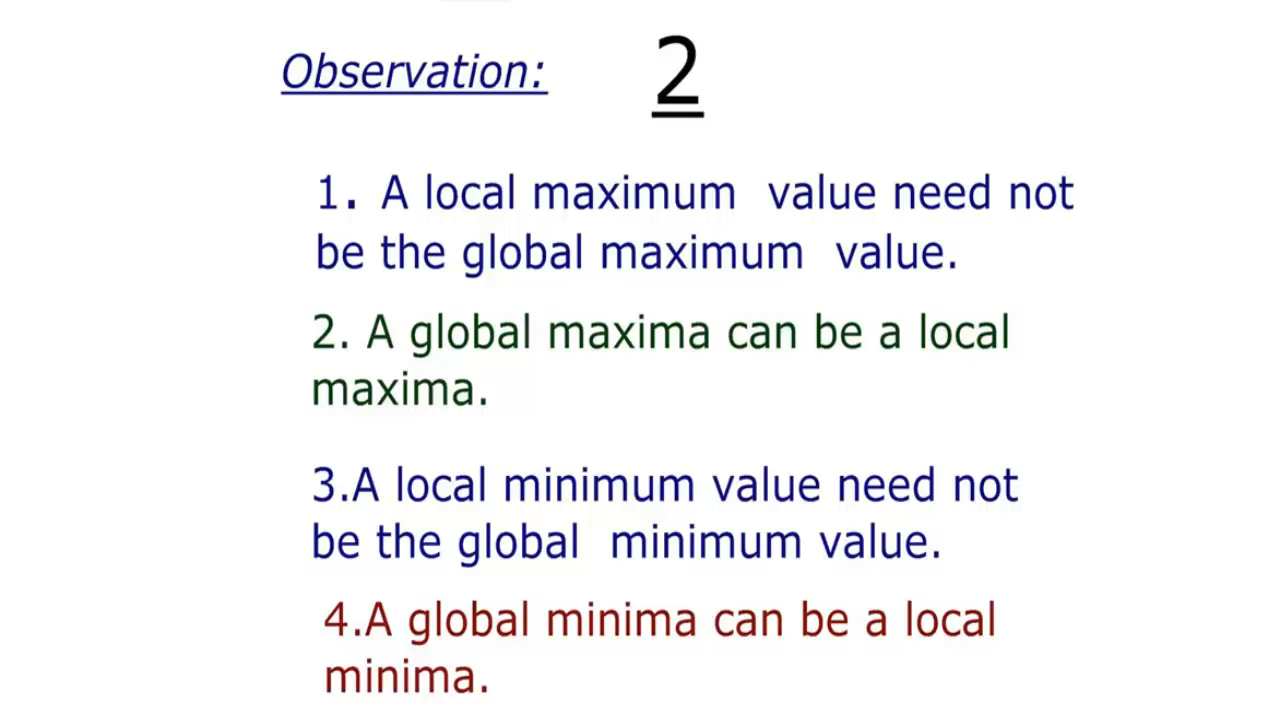 Observation: 2
1. A local maximum value need not
be the global maximum value.
2. A global maxima can be a local
maxima.
3.A local minimum value need not
be the global minimum value.
4.A global minima can be a local
minima.